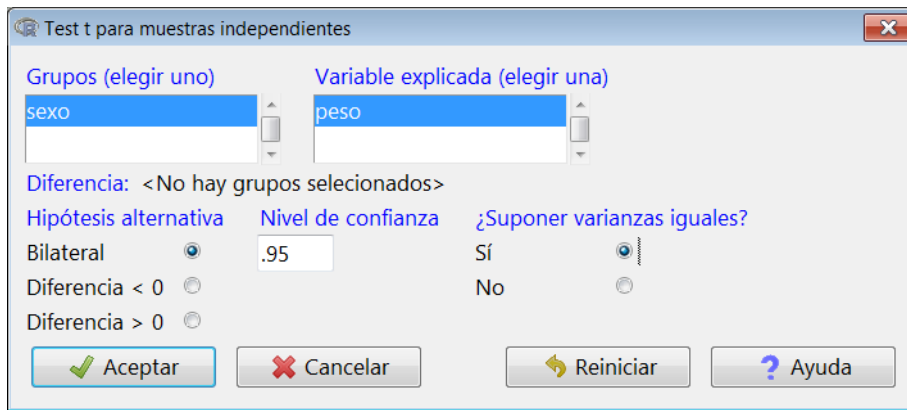 Test t para muestras independientes
Grupos (elegir uno) Variable explicada (elegir una)
sexo peso
Diferencia: <No hay grupos selecionados>
Hipótesis alternativa Nivel de confianza ¿Suponer varianzas iguales?
Bilateral .95 Sí
Diferencia < 0 No
Diferencia > 0
Aceptar Cancelar Reiniciar Ayuda